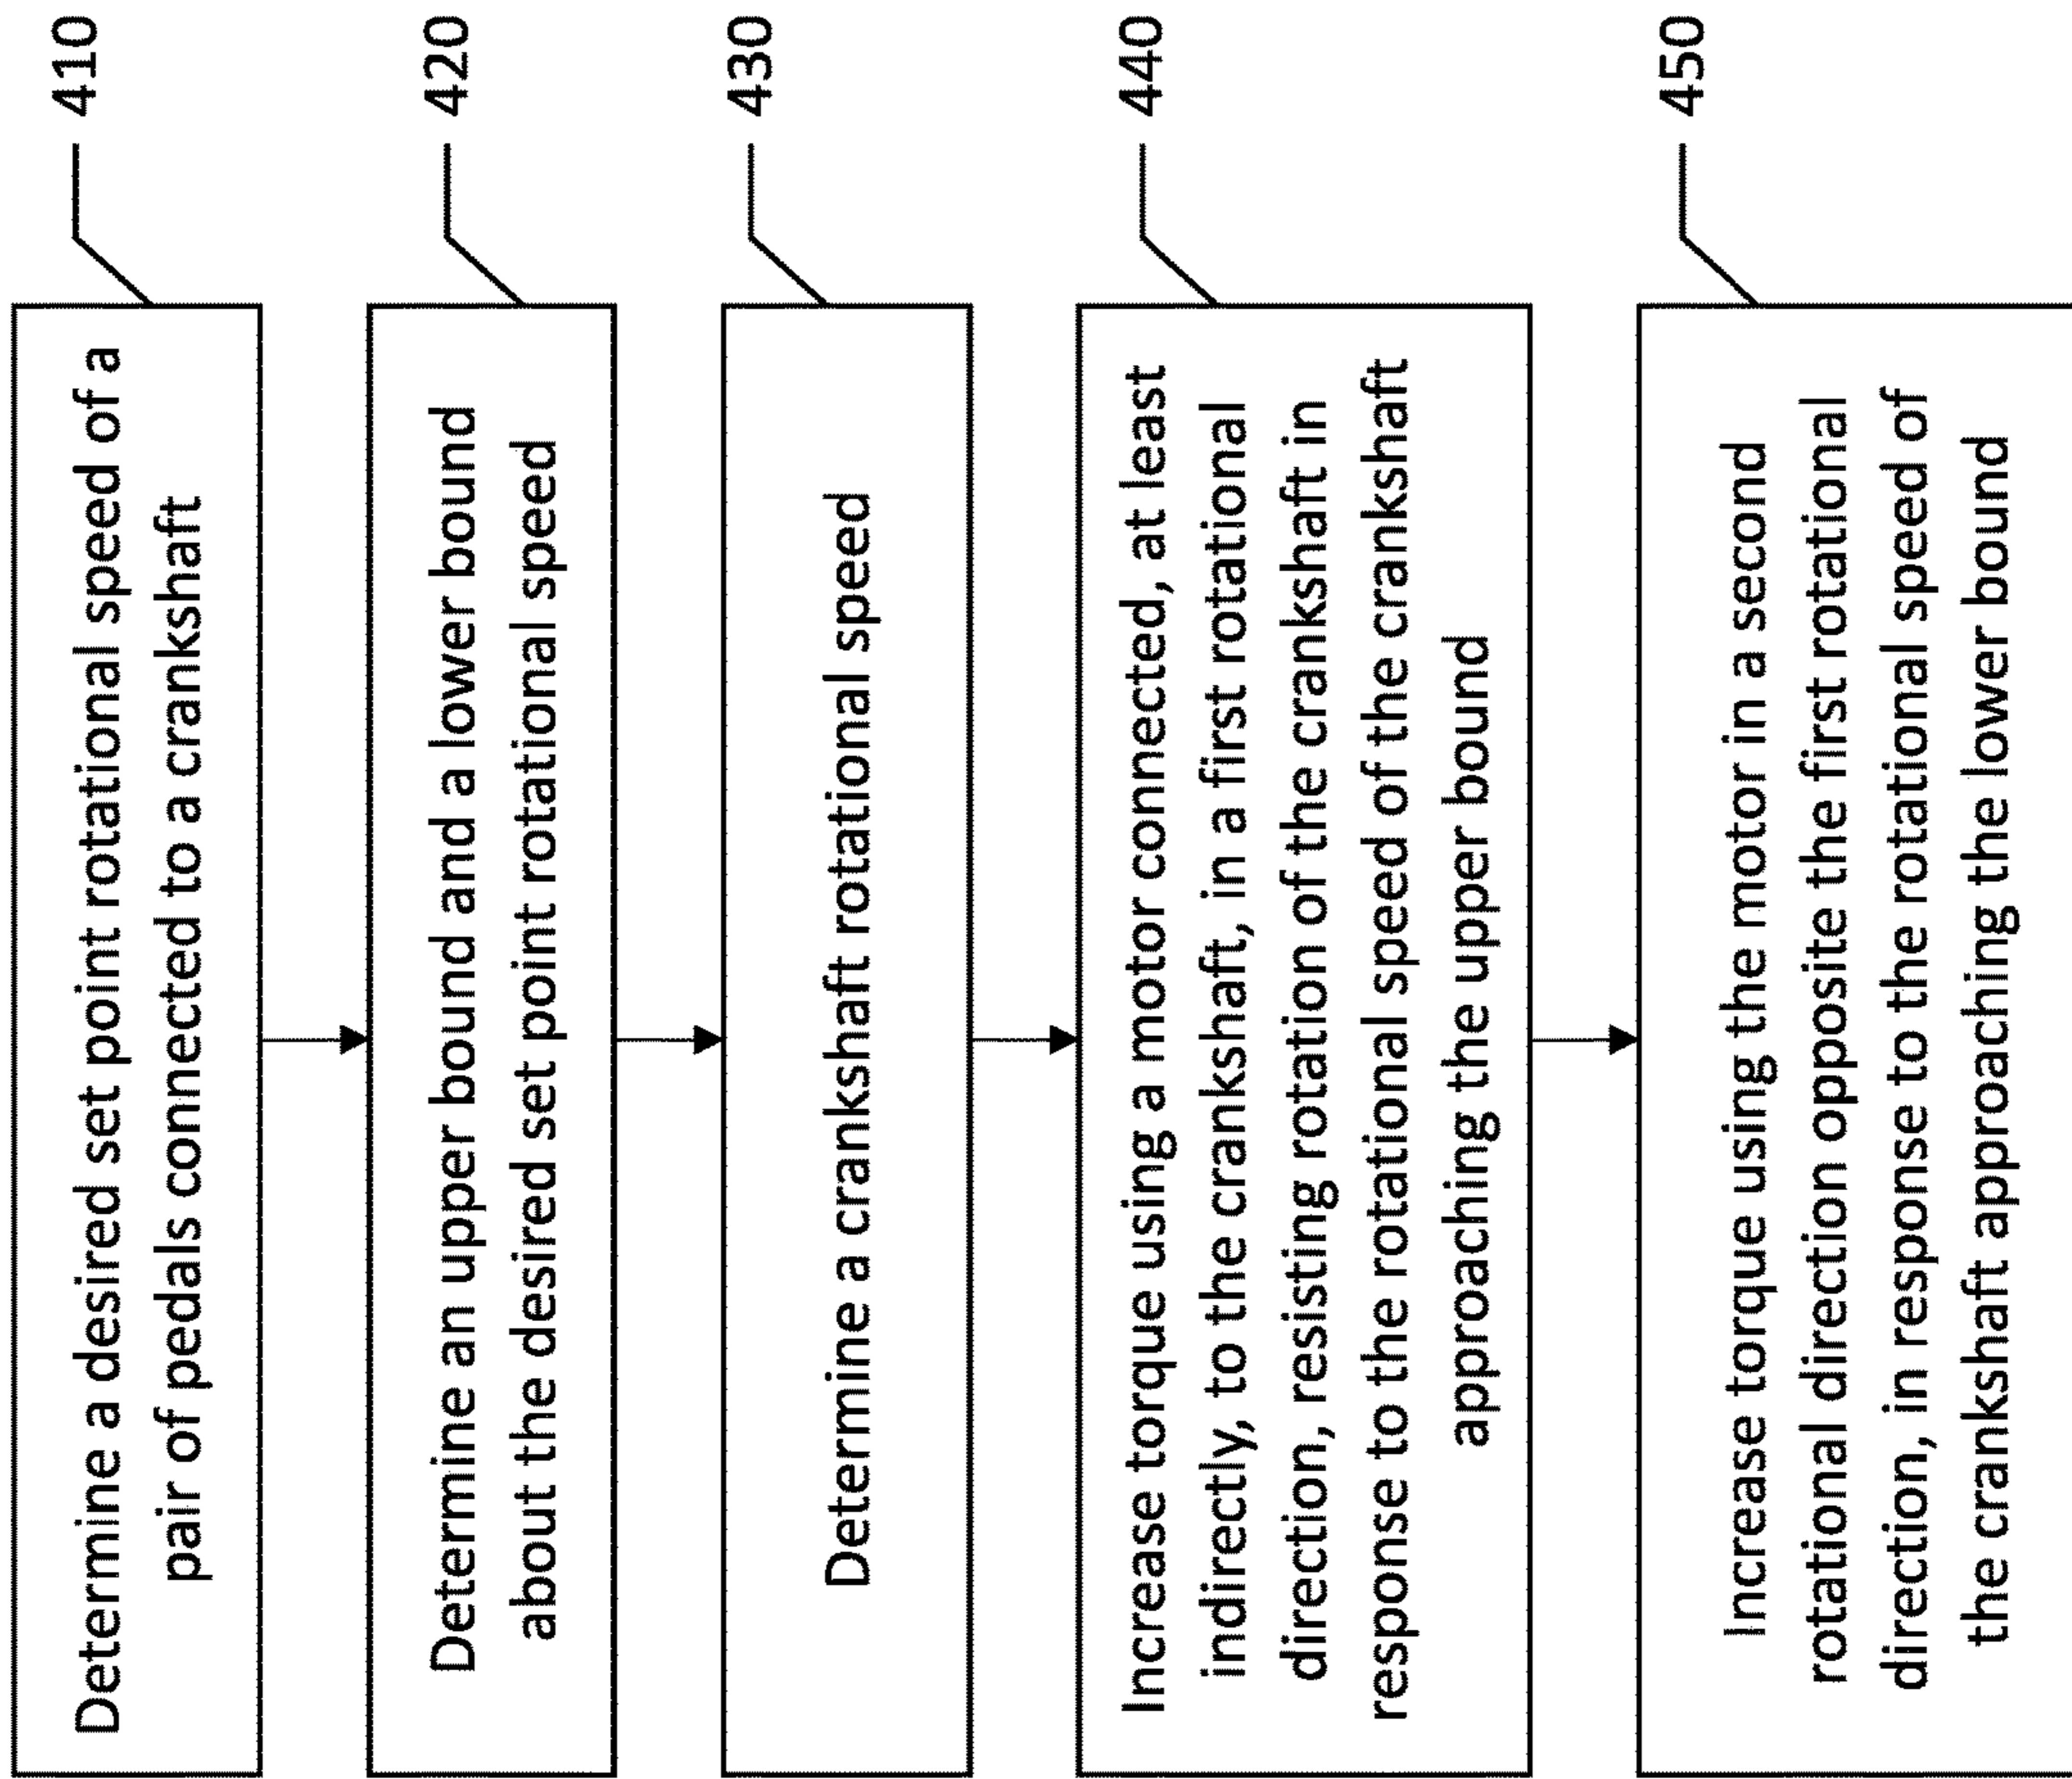 Determine a desired set point rotational speed of a
pair of pedals connected to a crankshaft
410
Determine an upper bound and a lower bound
about the desired set point rotational speed
420
Determine a crankshaft rotational speed
430
Increase torque using a motor connected, at least
indirectly, to the crankshaft, in a first rotational
direction, resisting rotation of the crankshaft in
response to the rotational speed of the crankshaft
approaching the upper bound
440
Increase torque using the motor in a second
rotational direction opposite the first rotational
direction, in response to the rotational speed of
the crankshaft approaching the lower bound
450